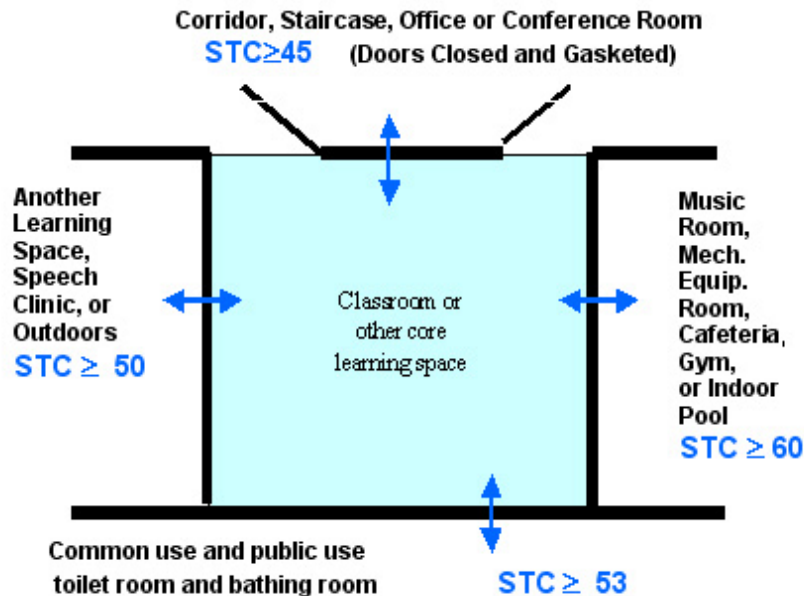 Corridor, Staircase, Office or Conference Room
STC≥45 (Doors Closed and Gasketed)
Another
Learning
Space,
Speech
Clinic, or
Outdoors
STC ≥ 50
Classroom or
other core
learning space
Music
Room,
Mech.
Equip.
Room,
Cafeteria,
Gym,
or Indoor
Pool
STC ≥ 60
Common use and public use
toilet room and bathing room
STC ≥ 53